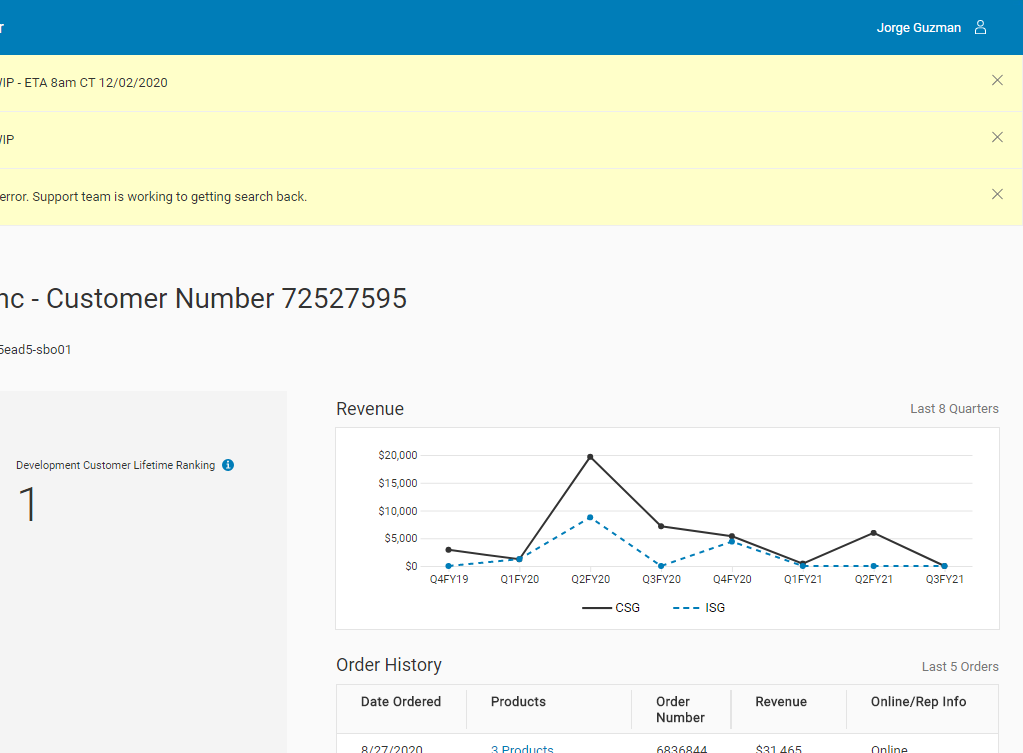 r
Jorge Guzman
WIP - ETA 8am CT 12/02/2020
WIP
error. Support team is working to getting search back.
nc - Customer Number 72527595
5ead5-sbo01
Development Customer Lifetime Ranking
1
Revenue
Last 8 Quarters
$20,000
$15,000
$10,000
$5,000
$0
Q4FY19 Q1FY20 Q2FY20 Q3FY20 Q4FY20 Q1FY21 Q2FY21 Q3FY21
CSG ISG
Order History
Last 5 Orders
Date Ordered Products Order Number Revenue Online/Rep Info
8/27/2020 3 Products 6836844 $31,465 Online